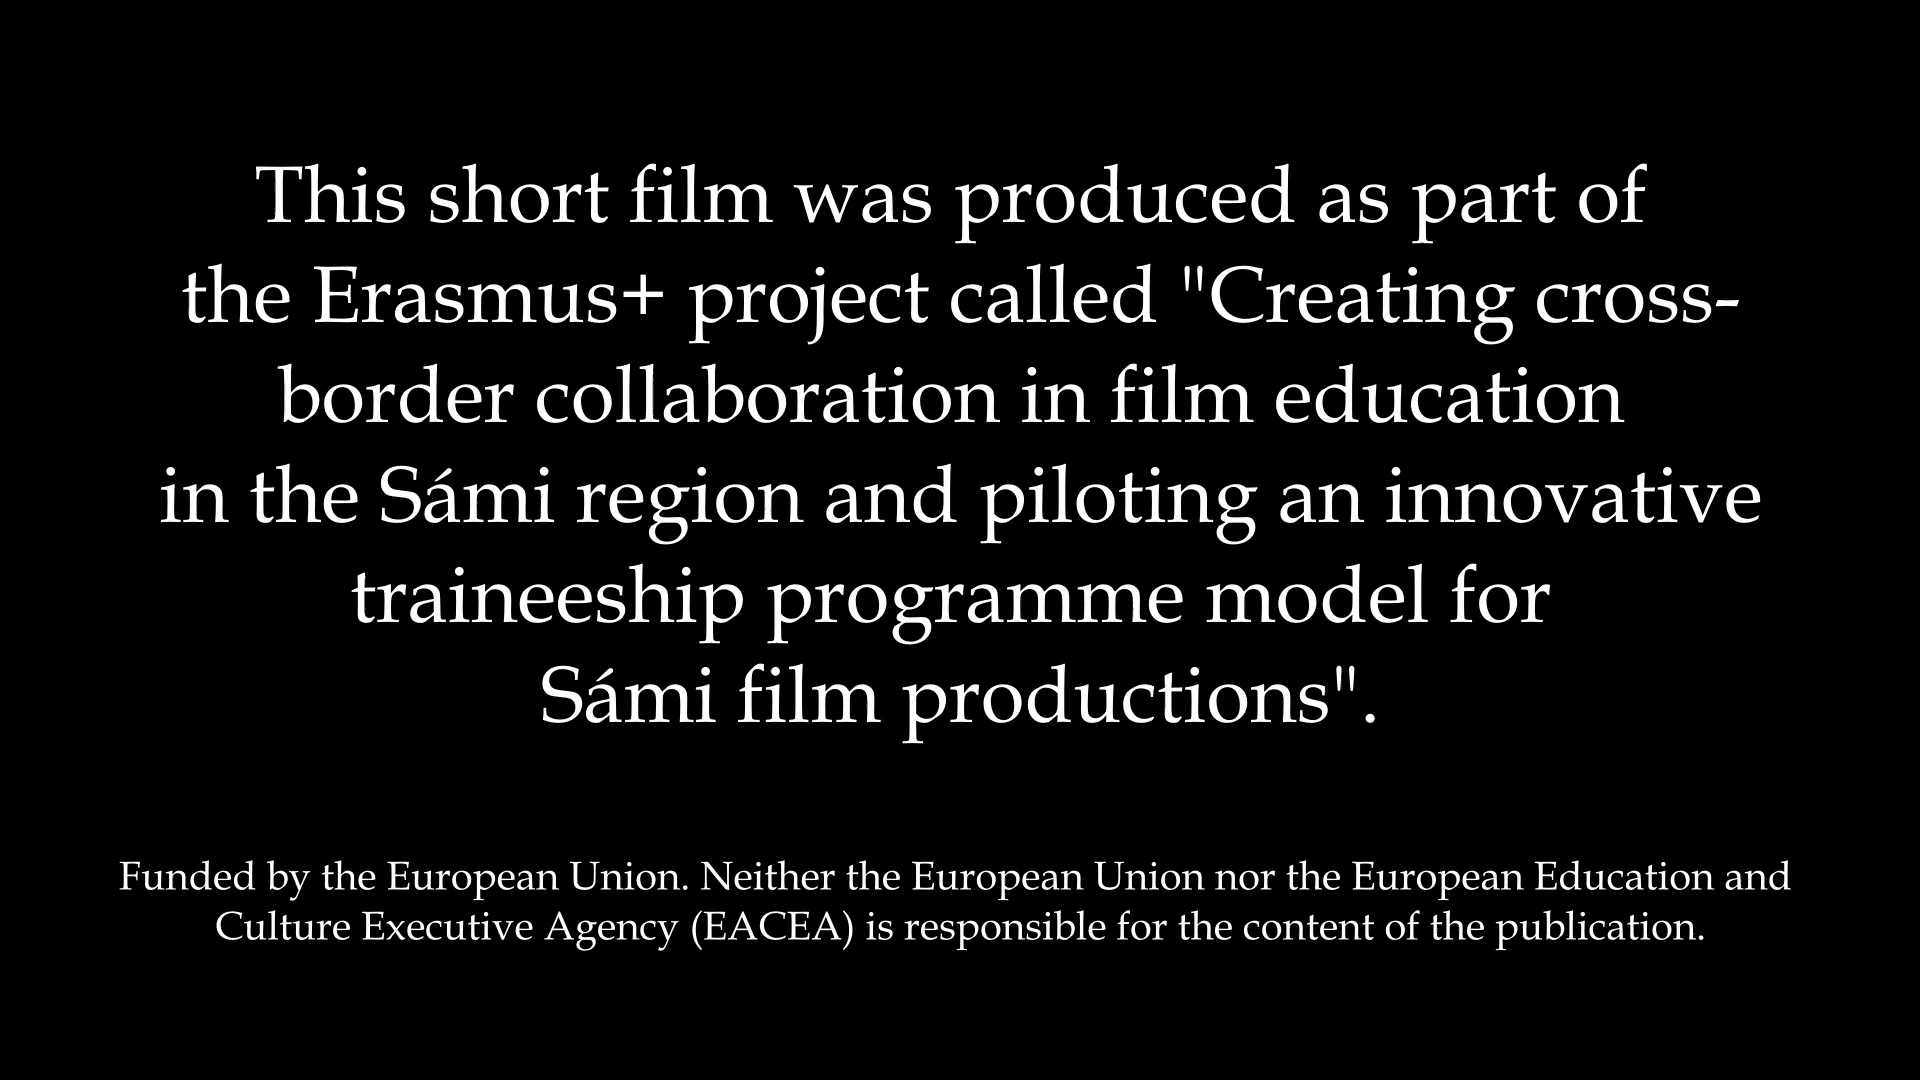 This short film was produced as part of
the Erasmus+ project called "Creating cross-
border collaboration in film education
in the Sámi region and piloting an innovative
traineeship programme model for
Sámi film productions".
Funded by the European Union. Neither the European Union nor the European Education and
Culture Executive Agency (EACEA) is responsible for the content of the publication.